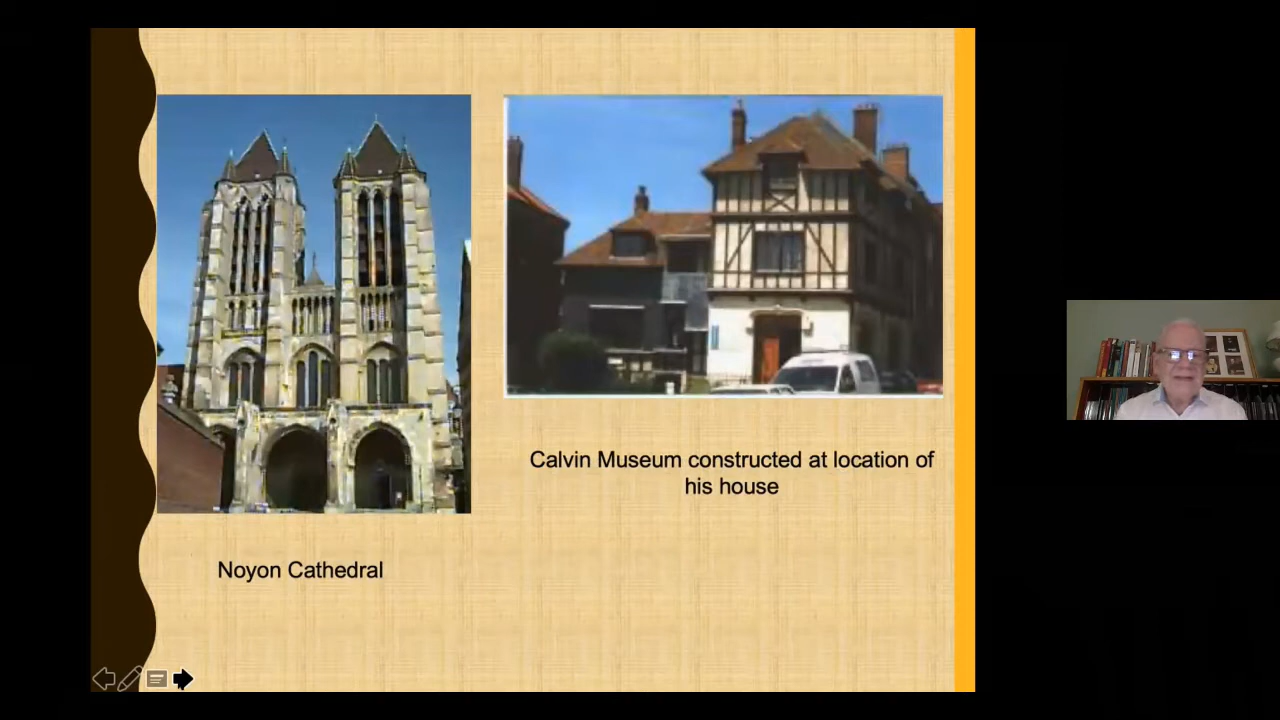 Calvin Museum constructed at location of
his house
Noyon Cathedral